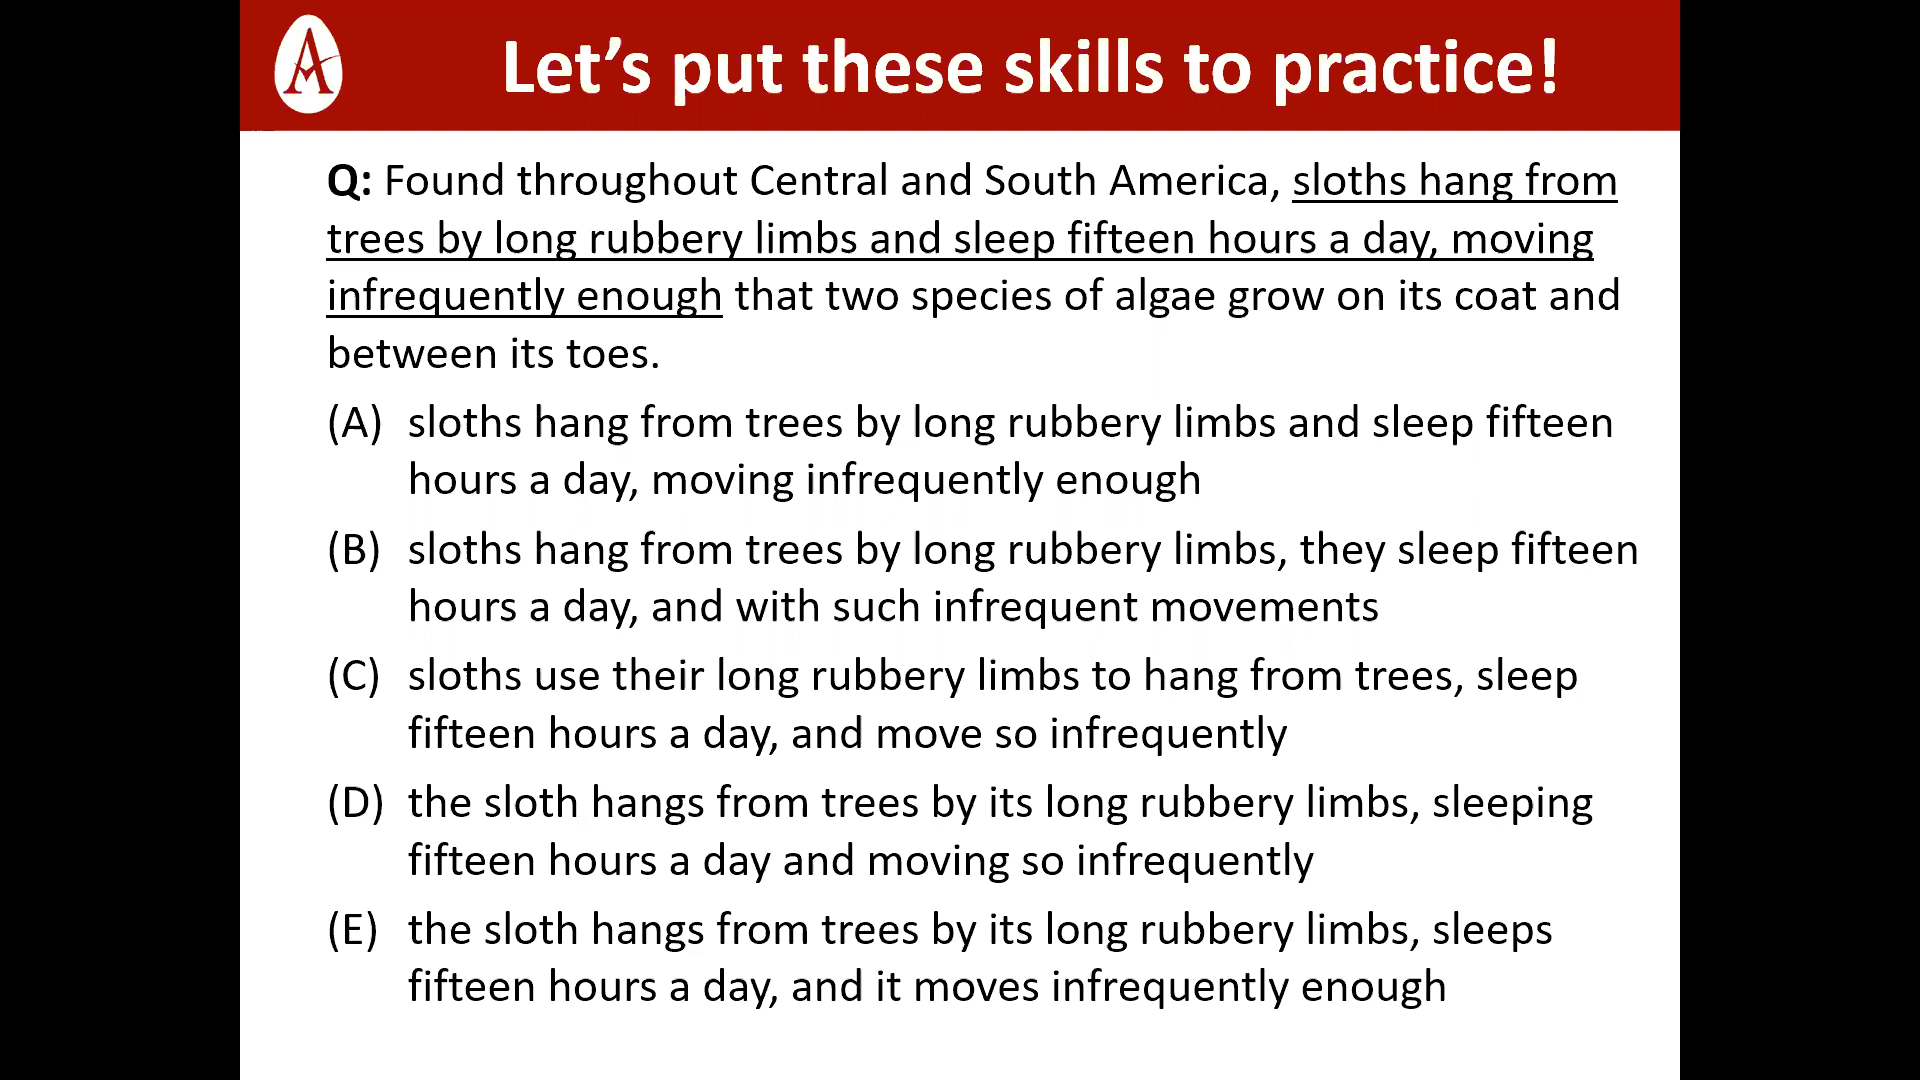 Let's put these skills to practice!
Q: Found throughout Central and South America, sloths hang from
trees by long rubbery limbs and sleep fifteen hours a day, moving
infrequently enough that two species of algae grow on its coat and
between its toes.
(A) sloths hang from trees by long rubbery limbs and sleep fifteen
hours a day, moving infrequently enough
(B) sloths hang from trees by long rubbery limbs, they sleep fifteen
hours a day, and with such infrequent movements
(C) sloths use their long rubbery limbs to hang from trees, sleep
fifteen hours a day, and move so infrequently
(D) the sloth hangs from trees by its long rubbery limbs, sleeping
fifteen hours a day and moving so infrequently
(E) the sloth hangs from trees by its long rubbery limbs, sleeps
fifteen hours a day, and it moves infrequently enough